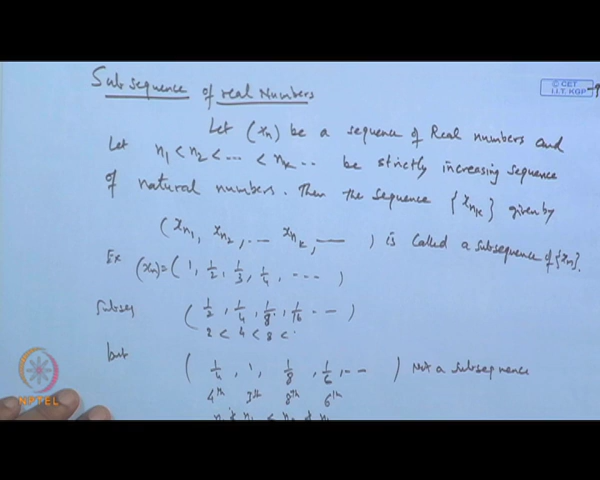 Subsequence of real Numbers
© CET
I.I.T. KGP
Let (xn) be a sequence of Real numbers and
Let n1 < n2 < ... < nk .. be strictly increasing sequence
of natural numbers. Then the sequence {xnk} given by
(xn1, xn2, ... xnk, — ) is called a subsequence of {xn}.
Ex (xn) = (1, 1/2, 1/3, 1/4, ... )
Subseq (1/2, 1/4, 1/8, 1/16 ... )
2 < 4 < 8 <
but (1/4, 1, 1/8, 1/6, ... ) Not a subsequence
4th 3th 8th 6th
NPTEL